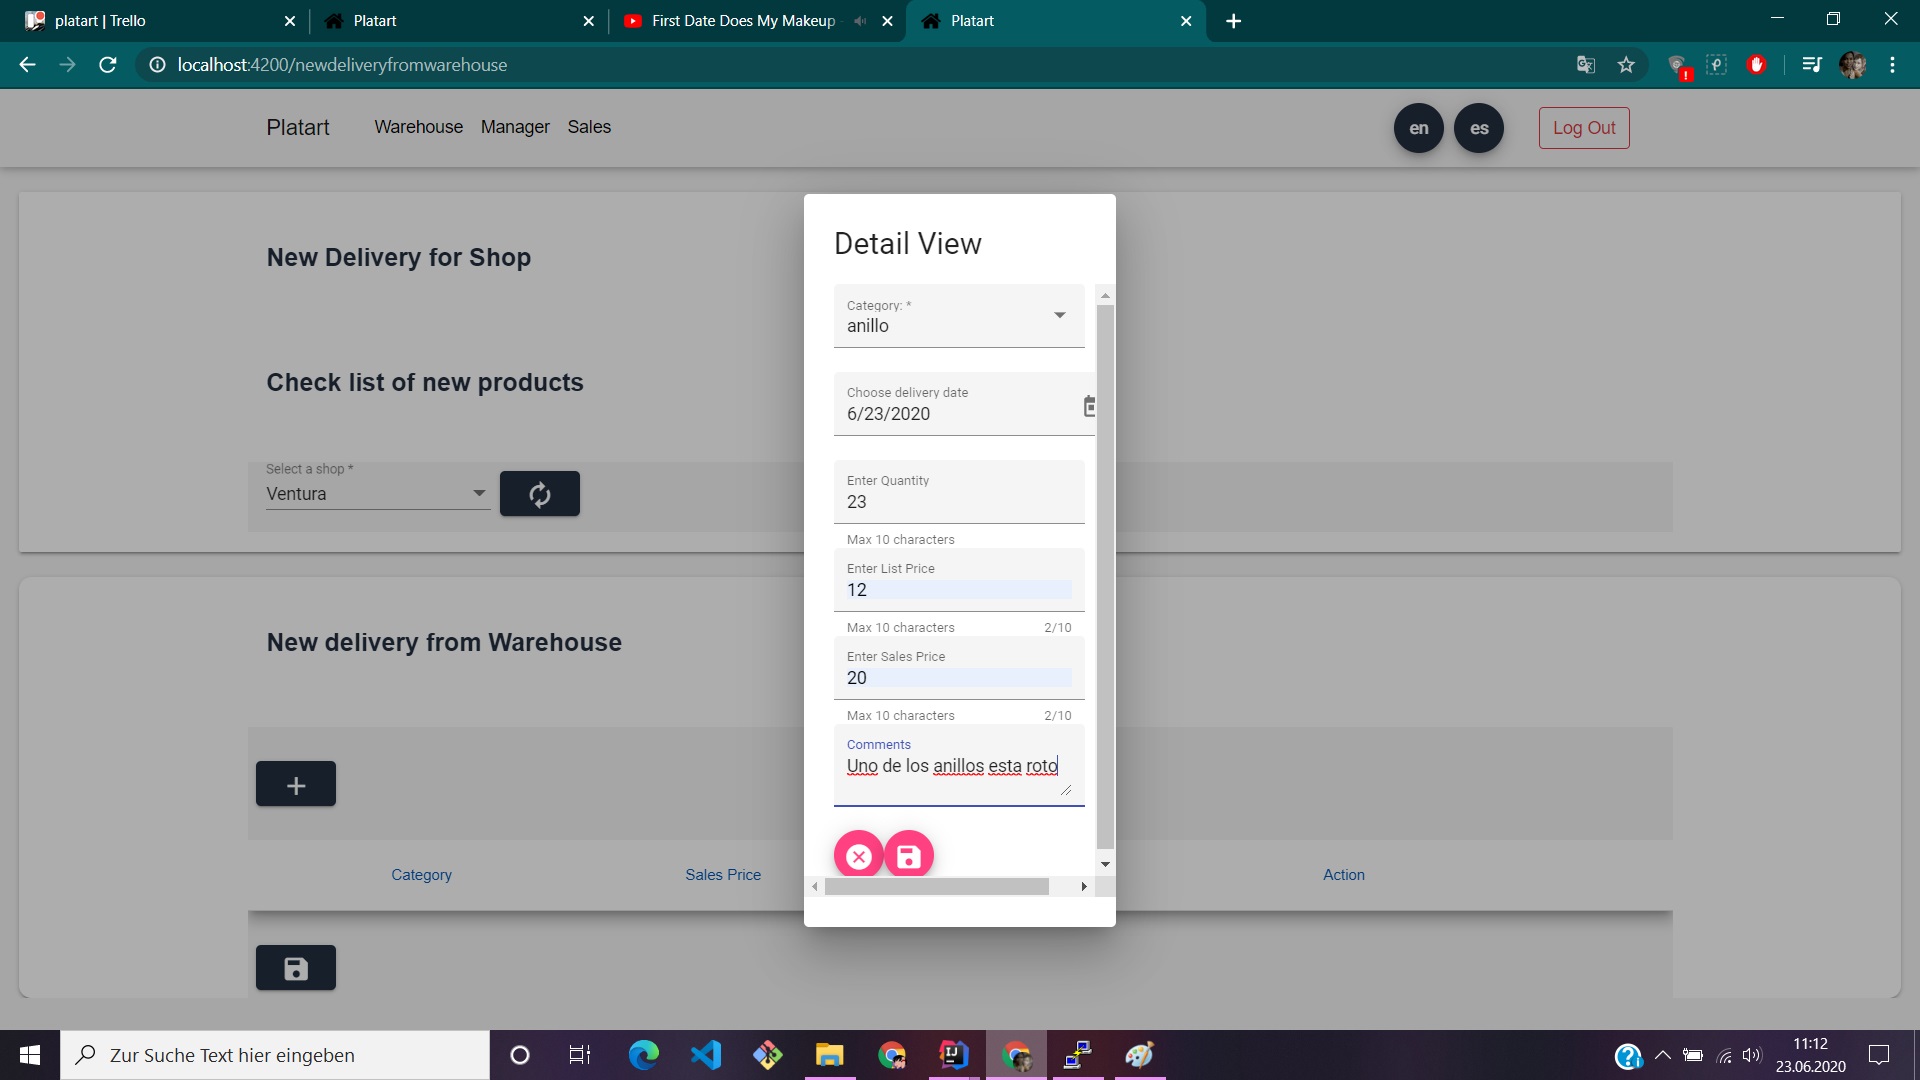 platart | Trello
Platart
First Date Does My Makeup
Platart
localhost:4200/newdeliveryfromwarehouse
Platart
Warehouse
Manager
Sales
en
es
Log Out
New Delivery for Shop
Check list of new products
Select a shop *
Ventura
New delivery from Warehouse
Category
Sales Price
Action
Detail View
Category: *
anillo
Choose delivery date
6/23/2020
Enter Quantity
23
Max 10 characters
Enter List Price
12
Max 10 characters 2/10
Enter Sales Price
20
Max 10 characters 2/10
Comments
Uno de los anillos esta roto
Zur Suche Text hier eingeben
11:12
23.06.2020